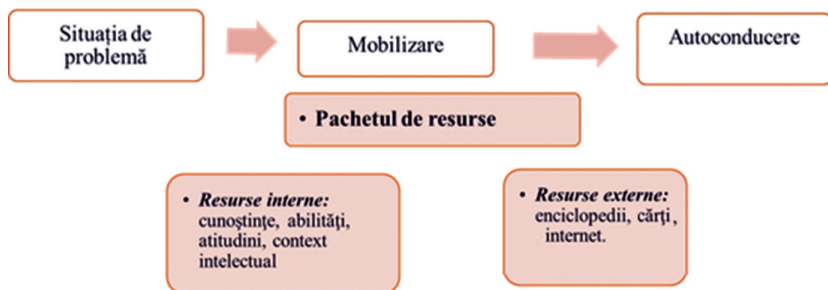 Situația de
problemă
Mobilizare
Autoconducere
• Pachetul de resurse
• Resurse interne:
cunoştințe, abilități,
atitudini, context
intelectual
• Resurse externe:
enciclopedii, cărți,
internet.